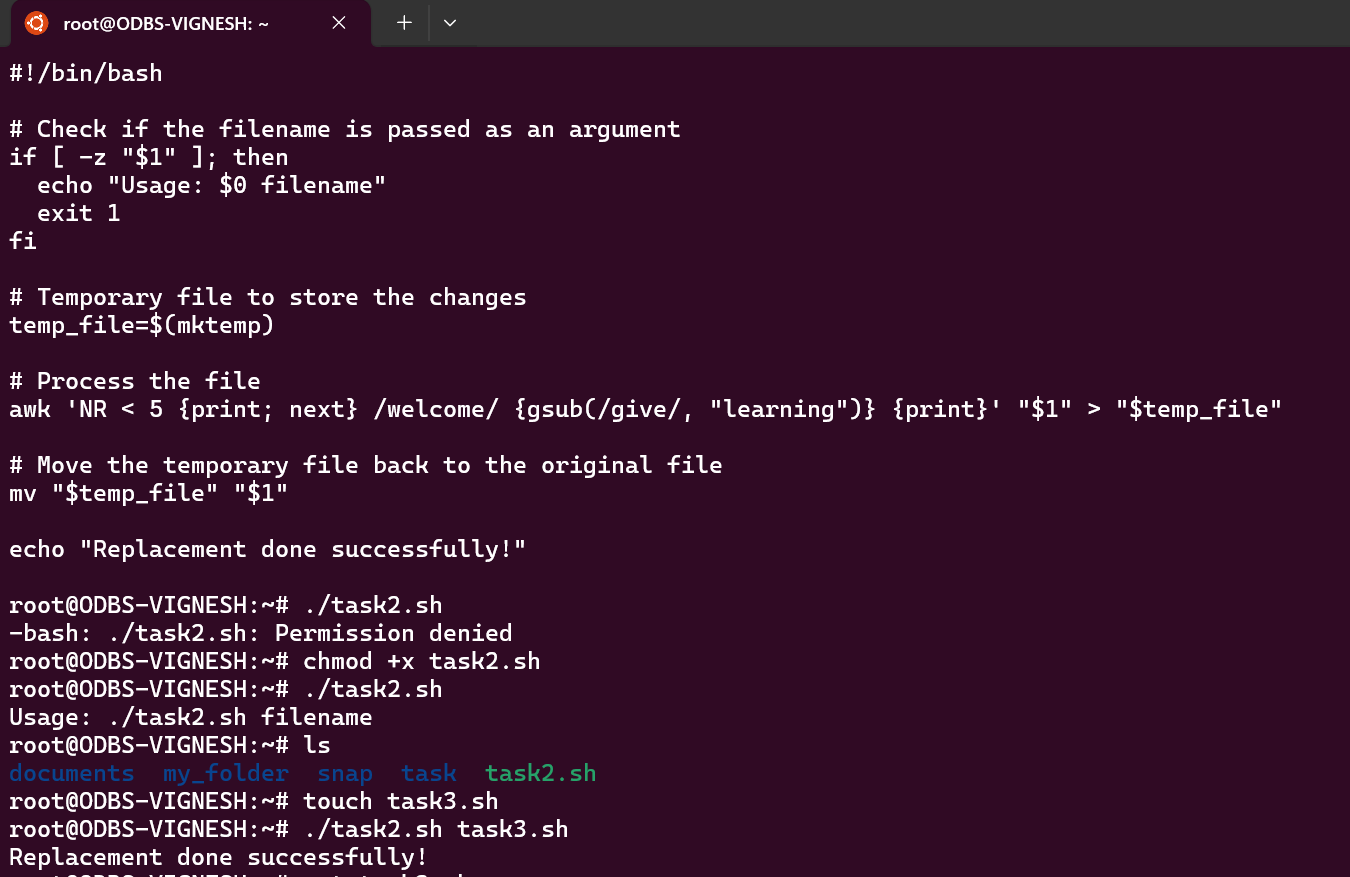 root@ODBS-VIGNESH: ~
#!/bin/bash
# Check if the filename is passed as an argument
if [ -z "$1" ]; then
  echo "Usage: $0 filename"
  exit 1
fi
# Temporary file to store the changes
temp_file=$(mktemp)
# Process the file
awk 'NR < 5 {print; next} /welcome/ {gsub(/give/, "learning")} {print}' "$1" > "$temp_file"
# Move the temporary file back to the original file
mv "$temp_file" "$1"
echo "Replacement done successfully!"
root@ODBS-VIGNESH:~# ./task2.sh
-bash: ./task2.sh: Permission denied
root@ODBS-VIGNESH:~# chmod +x task2.sh
root@ODBS-VIGNESH:~# ./task2.sh
Usage: ./task2.sh filename
root@ODBS-VIGNESH:~# ls
documents  my_folder  snap  task  task2.sh
root@ODBS-VIGNESH:~# touch task3.sh
root@ODBS-VIGNESH:~# ./task2.sh task3.sh
Replacement done successfully!